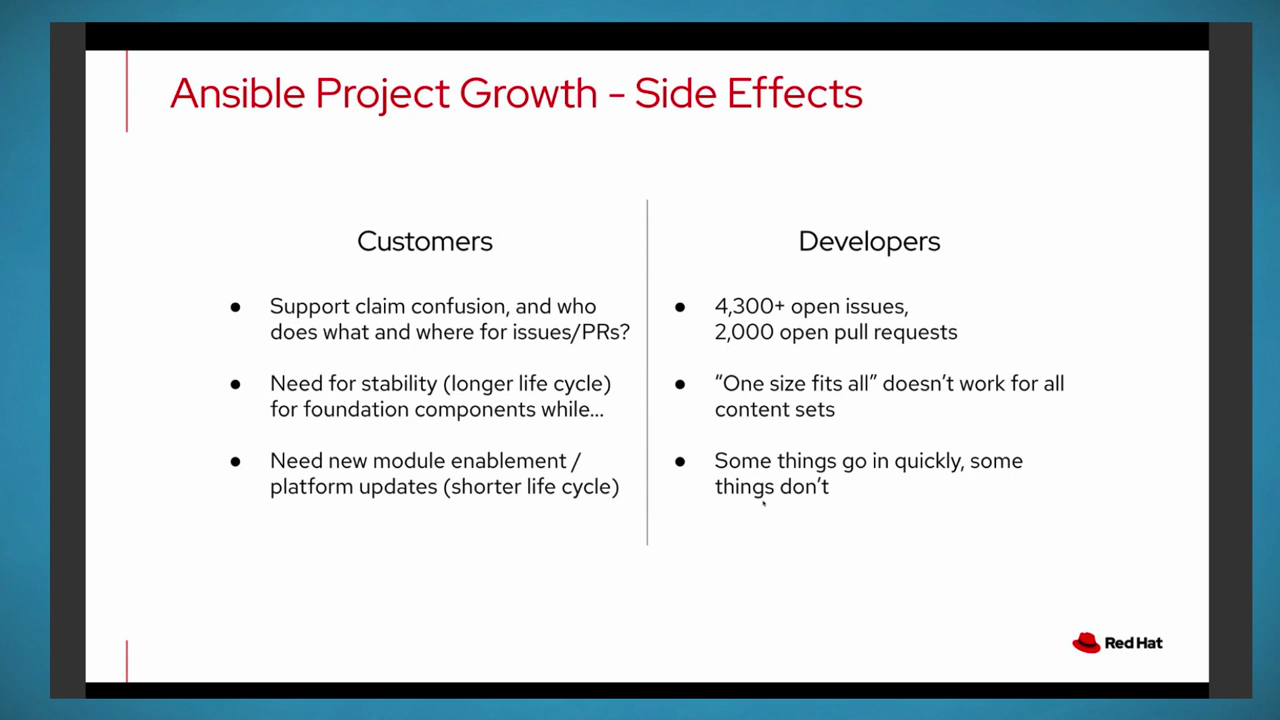 Ansible Project Growth - Side Effects
Customers
● Support claim confusion, and who
does what and where for issues/PRs?
● Need for stability (longer life cycle)
for foundation components while...
● Need new module enablement /
platform updates (shorter life cycle)
Developers
● 4,300+ open issues,
2,000 open pull requests
● “One size fits all” doesn’t work for all
content sets
● Some things go in quickly, some
things don’t
Red Hat